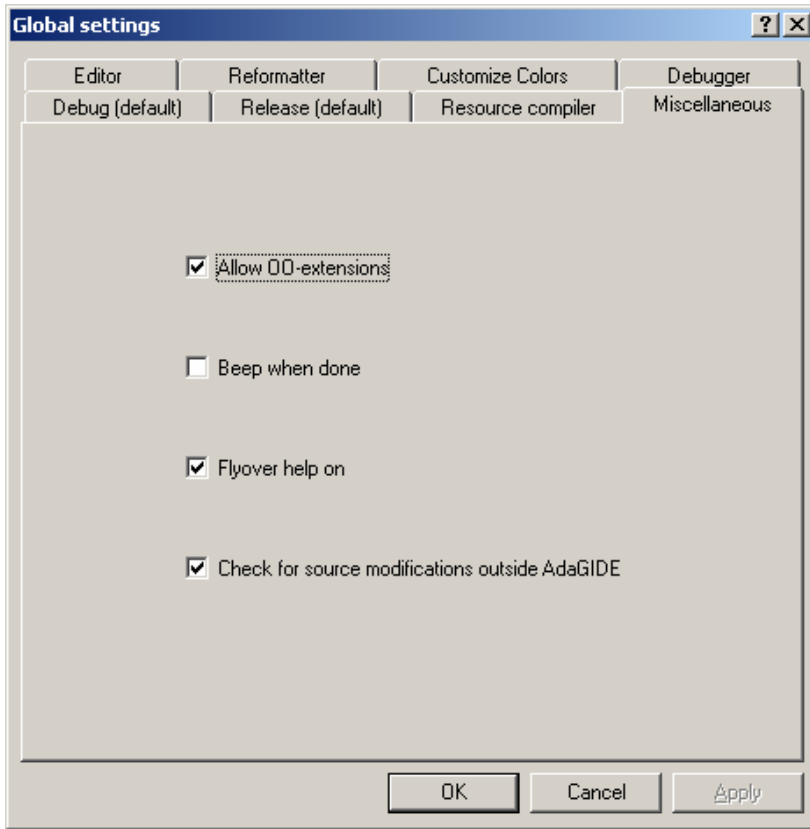 Global settings
Editor Reformatter Customize Colors Debugger
Debug (default) Release (default) Resource compiler Miscellaneous
Allow OO-extensions
Beep when done
Flyover help on
Check for source modifications outside AdaGIDE
OK Cancel Apply